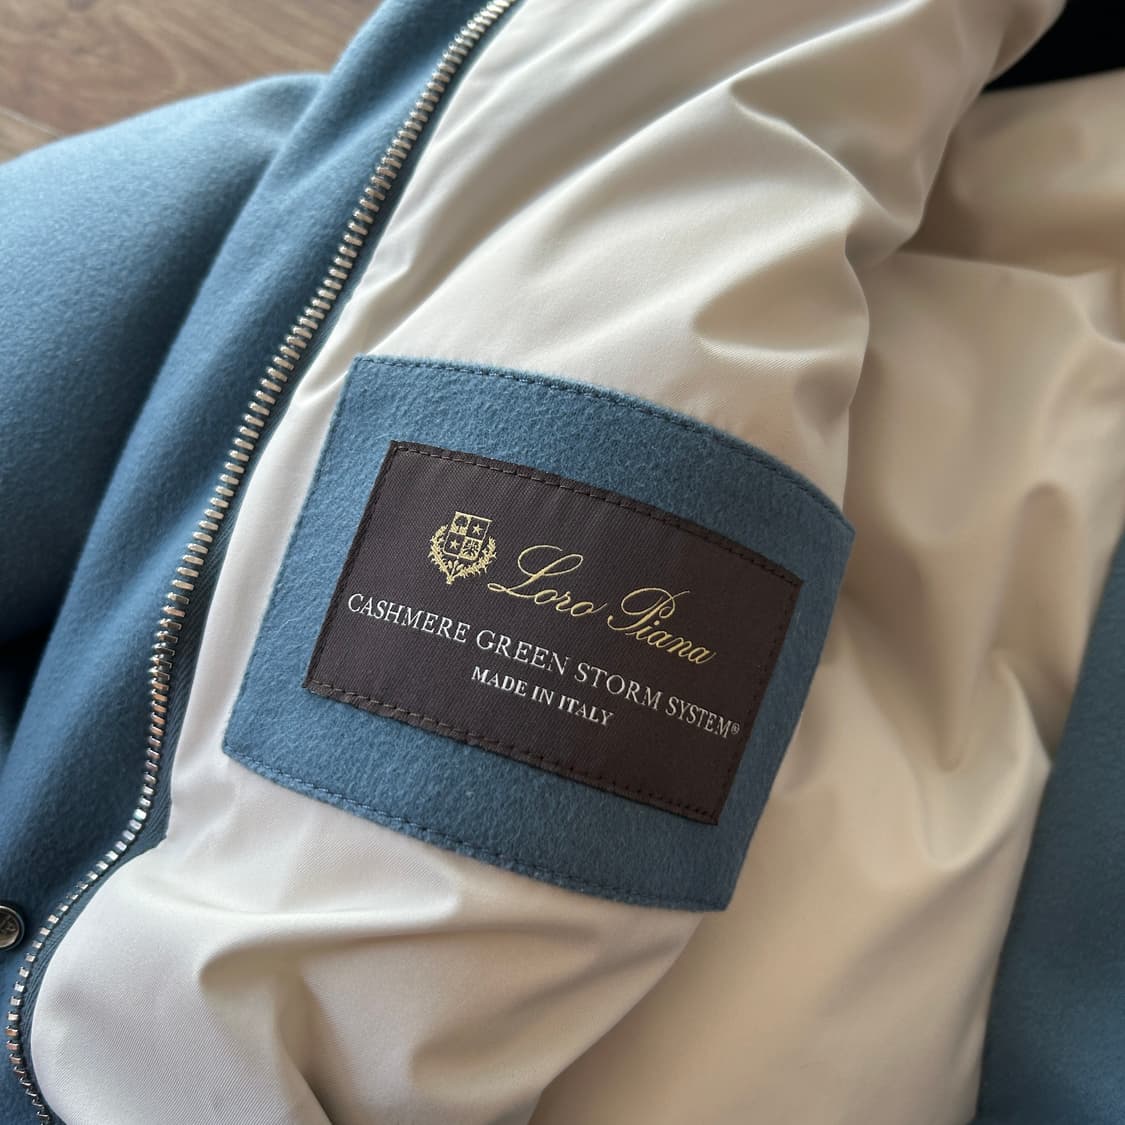 Loro Piana
CASHMERE GREEN STORM SYSTEM®
MADE IN ITALY